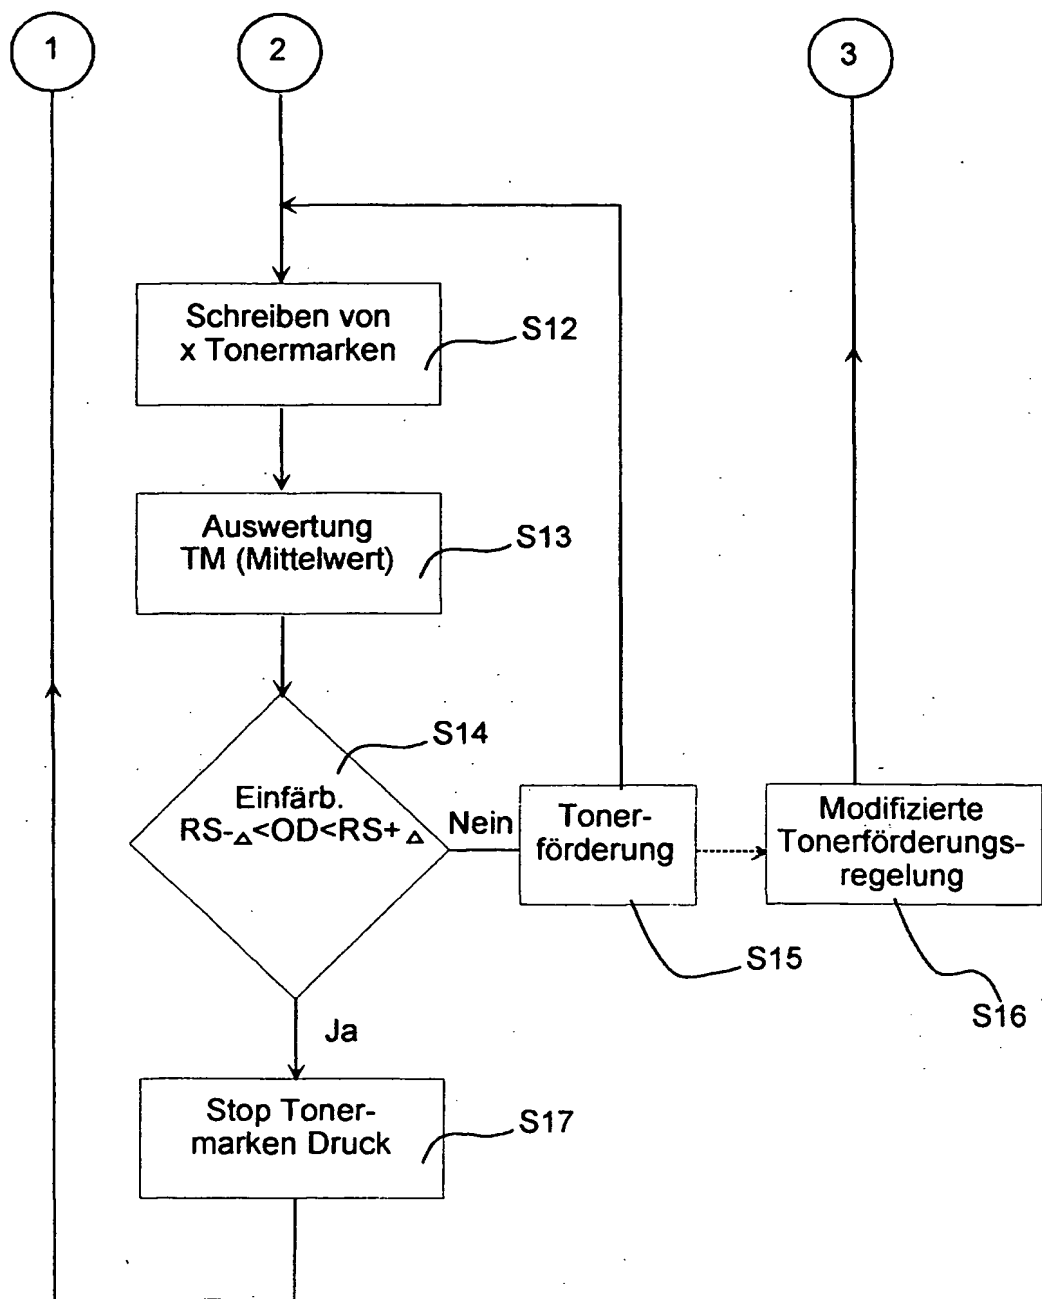 1
2
3
Schreiben von
x Tonermarken
S12
Auswertung
TM (Mittelwert)
S13
S14
Einfärb.
RS-△<OD<RS+ △
Nein
Toner-
förderung
S15
Modifizierte
Tonerförderungs-
regelung
S16
Ja
Stop Toner-
marken Druck
S17